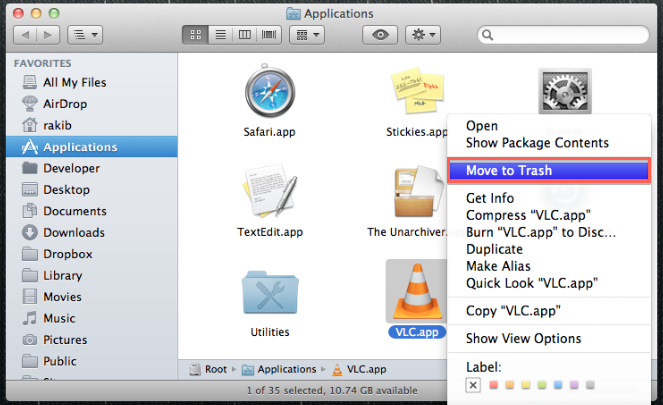 Applications
FAVORITES
All My Files
AirDrop
rakib
Applications
Developer
Desktop
Documents
Downloads
Dropbox
Library
Movies
Music
Pictures
Public
Safari.app
Stickies.app
TextEdit.app
The Unarchiver.app
Utilities
VLC.app
Open
Show Package Contents
Move to Trash
Get Info
Compress “VLC.app”
Burn “VLC.app” to Disc...
Duplicate
Make Alias
Quick Look “VLC.app”
Copy “VLC.app”
Show View Options
Label:
Root Applications VLC.app
1 of 35 selected, 10.74 GB available